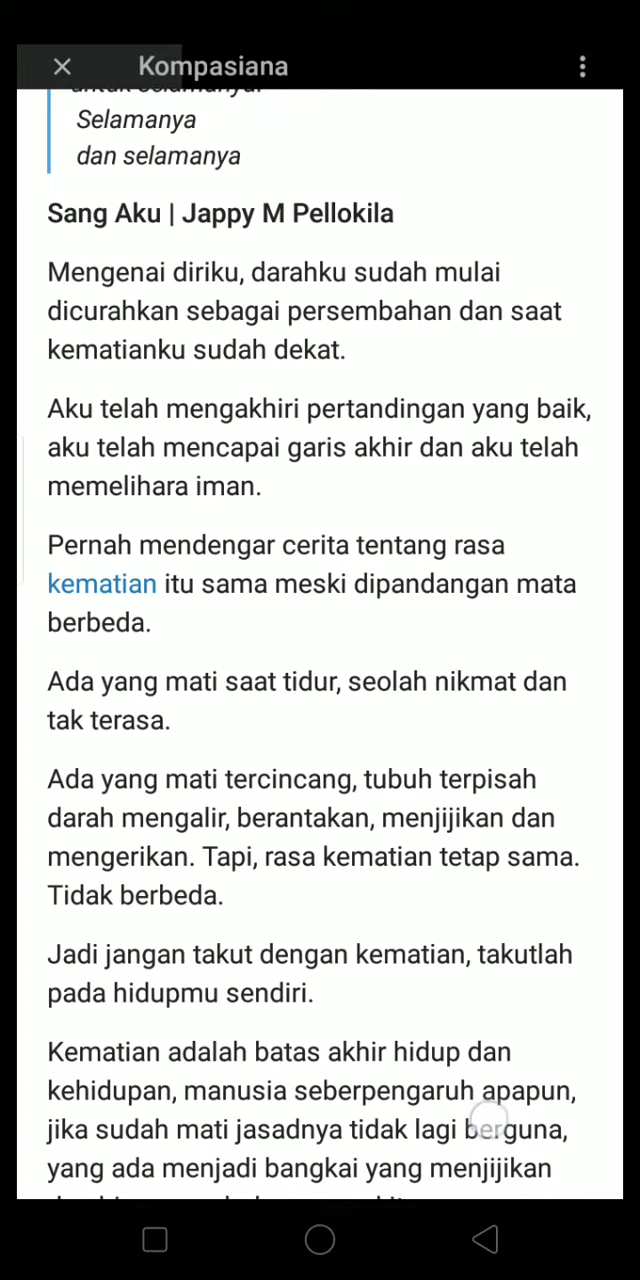 Kompasiana
Selamanya
dan selamanya
Sang Aku | Jappy M Pellokila
Mengenai diriku, darahku sudah mulai
dicurahkan sebagai persembahan dan saat
kematianku sudah dekat.
Aku telah mengakhiri pertandingan yang baik,
aku telah mencapai garis akhir dan aku telah
memelihara iman.
Pernah mendengar cerita tentang rasa
kematian itu sama meski dipandangan mata
berbeda.
Ada yang mati saat tidur, seolah nikmat dan
tak terasa.
Ada yang mati tercincang, tubuh terpisah
darah mengalir, berantakan, menjijikan dan
mengerikan. Tapi, rasa kematian tetap sama.
Tidak berbeda.
Jadi jangan takut dengan kematian, takutlah
pada hidupmu sendiri.
Kematian adalah batas akhir hidup dan
kehidupan, manusia seberpengaruh apapun,
jika sudah mati jasadnya tidak lagi berguna,
yang ada menjadi bangkai yang menjijikan